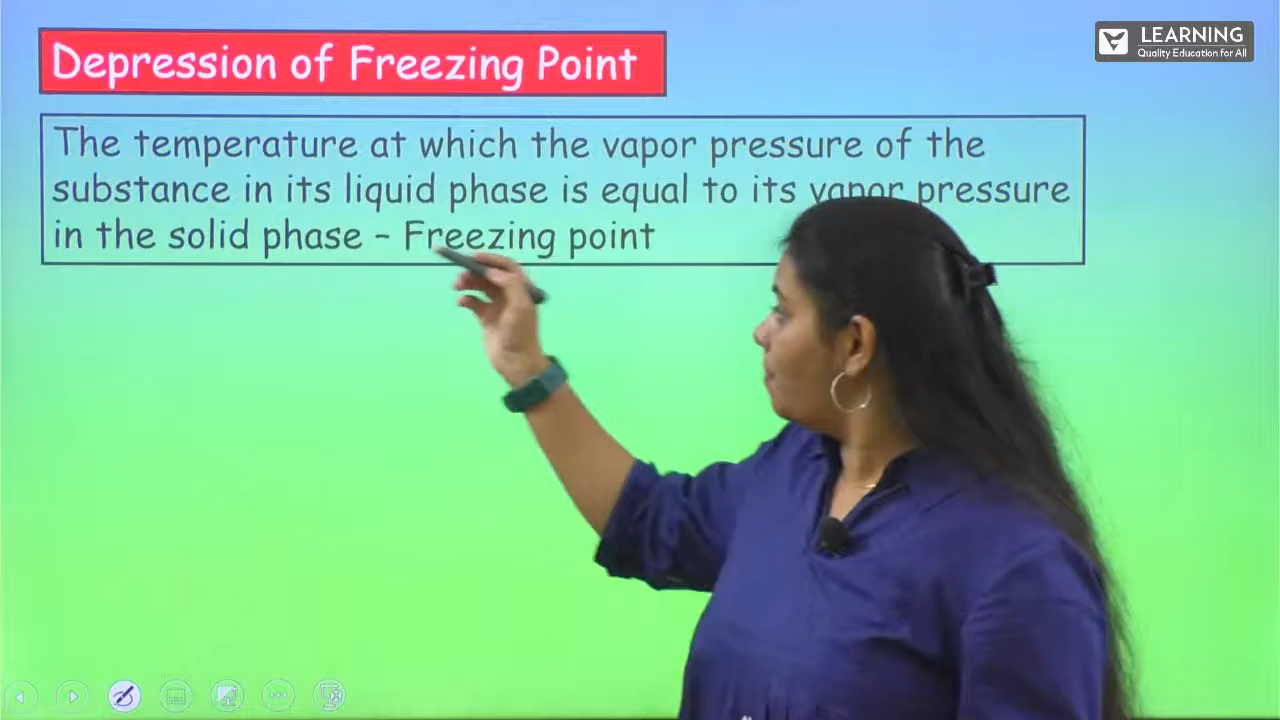 Depression of Freezing Point
LEARNING
Quality Education for All
The temperature at which the vapor pressure of the
substance in its liquid phase is equal to its vapor pressure
in the solid phase – Freezing point